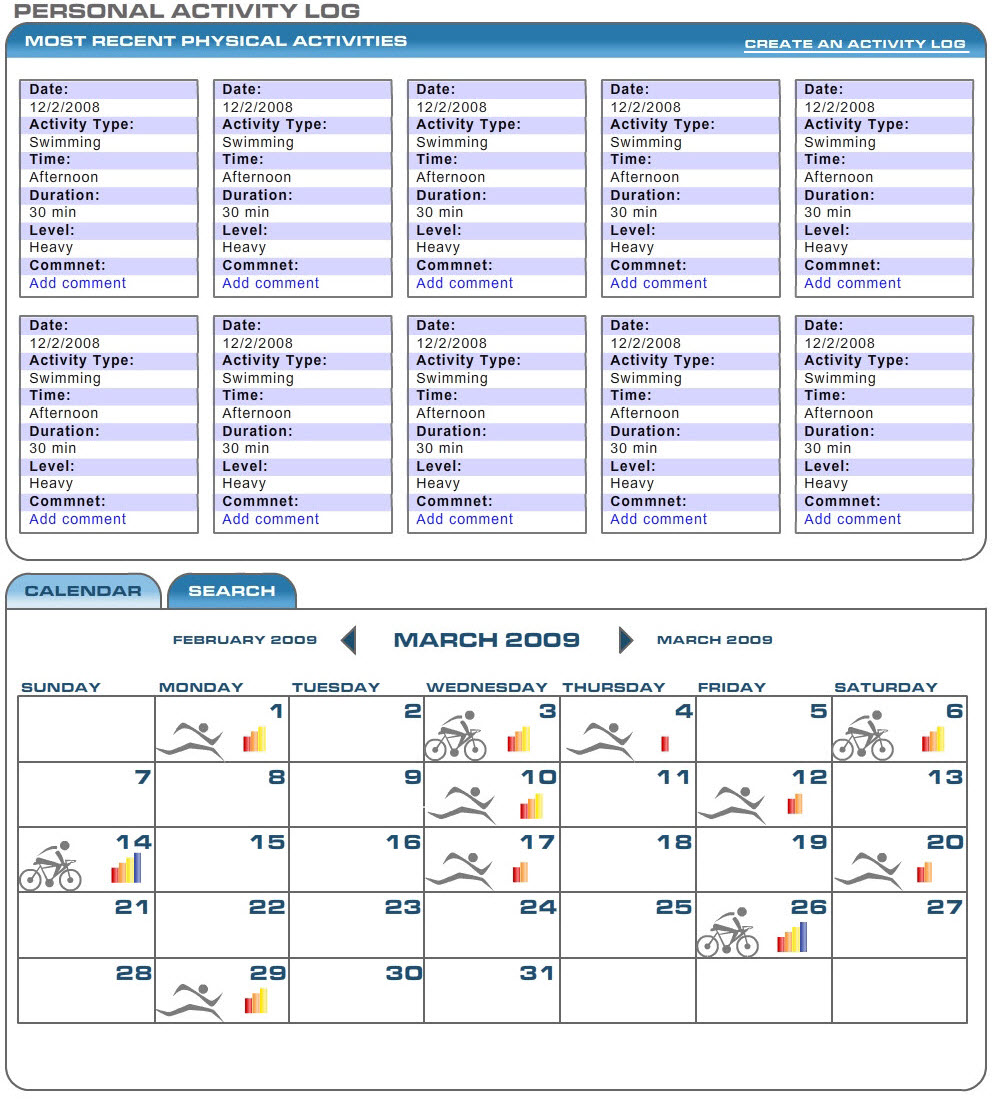 PERSONAL ACTIVITY LOG
MOST RECENT PHYSICAL ACTIVITIES
CREATE AN ACTIVITY LOG
Date:
12/2/2008
Activity Type:
Swimming
Time:
Afternoon
Duration:
30 min
Level:
Heavy
Commnet:
Add comment
Date:
12/2/2008
Activity Type:
Swimming
Time:
Afternoon
Duration:
30 min
Level:
Heavy
Commnet:
Add comment
Date:
12/2/2008
Activity Type:
Swimming
Time:
Afternoon
Duration:
30 min
Level:
Heavy
Commnet:
Add comment
Date:
12/2/2008
Activity Type:
Swimming
Time:
Afternoon
Duration:
30 min
Level:
Heavy
Commnet:
Add comment
Date:
12/2/2008
Activity Type:
Swimming
Time:
Afternoon
Duration:
30 min
Level:
Heavy
Commnet:
Add comment
Date:
12/2/2008
Activity Type:
Swimming
Time:
Afternoon
Duration:
30 min
Level:
Heavy
Commnet:
Add comment
Date:
12/2/2008
Activity Type:
Swimming
Time:
Afternoon
Duration:
30 min
Level:
Heavy
Commnet:
Add comment
Date:
12/2/2008
Activity Type:
Swimming
Time:
Afternoon
Duration:
30 min
Level:
Heavy
Commnet:
Add comment
Date:
12/2/2008
Activity Type:
Swimming
Time:
Afternoon
Duration:
30 min
Level:
Heavy
Commnet:
Add comment
Date:
12/2/2008
Activity Type:
Swimming
Time:
Afternoon
Duration:
30 min
Level:
Heavy
Commnet:
Add comment
CALENDAR SEARCH
FEBRUARY 2009 MARCH 2009 MARCH 2009
SUNDAY MONDAY TUESDAY WEDNESDAY THURSDAY FRIDAY SATURDAY
1 2 3 4 5 6
7 8 9 10 11 12 13
14 15 16 17 18 19 20
21 22 23 24 25 26 27
28 29 30 31